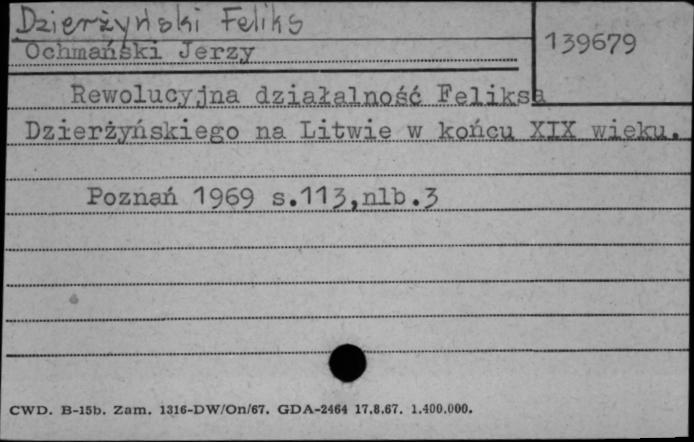 Dzierżyński Feliks
139679
Ochmański Jerzy
Rewolucyjna działalność Feliksa
Dzierżyńskiego na Litwie w końcu XIX wieku.
Poznań 1969 s.113,nlb.3
CWD. B-15b. Zam. 1316-DW/On/67. GDA-2464 17.8.67. 1.400.000.